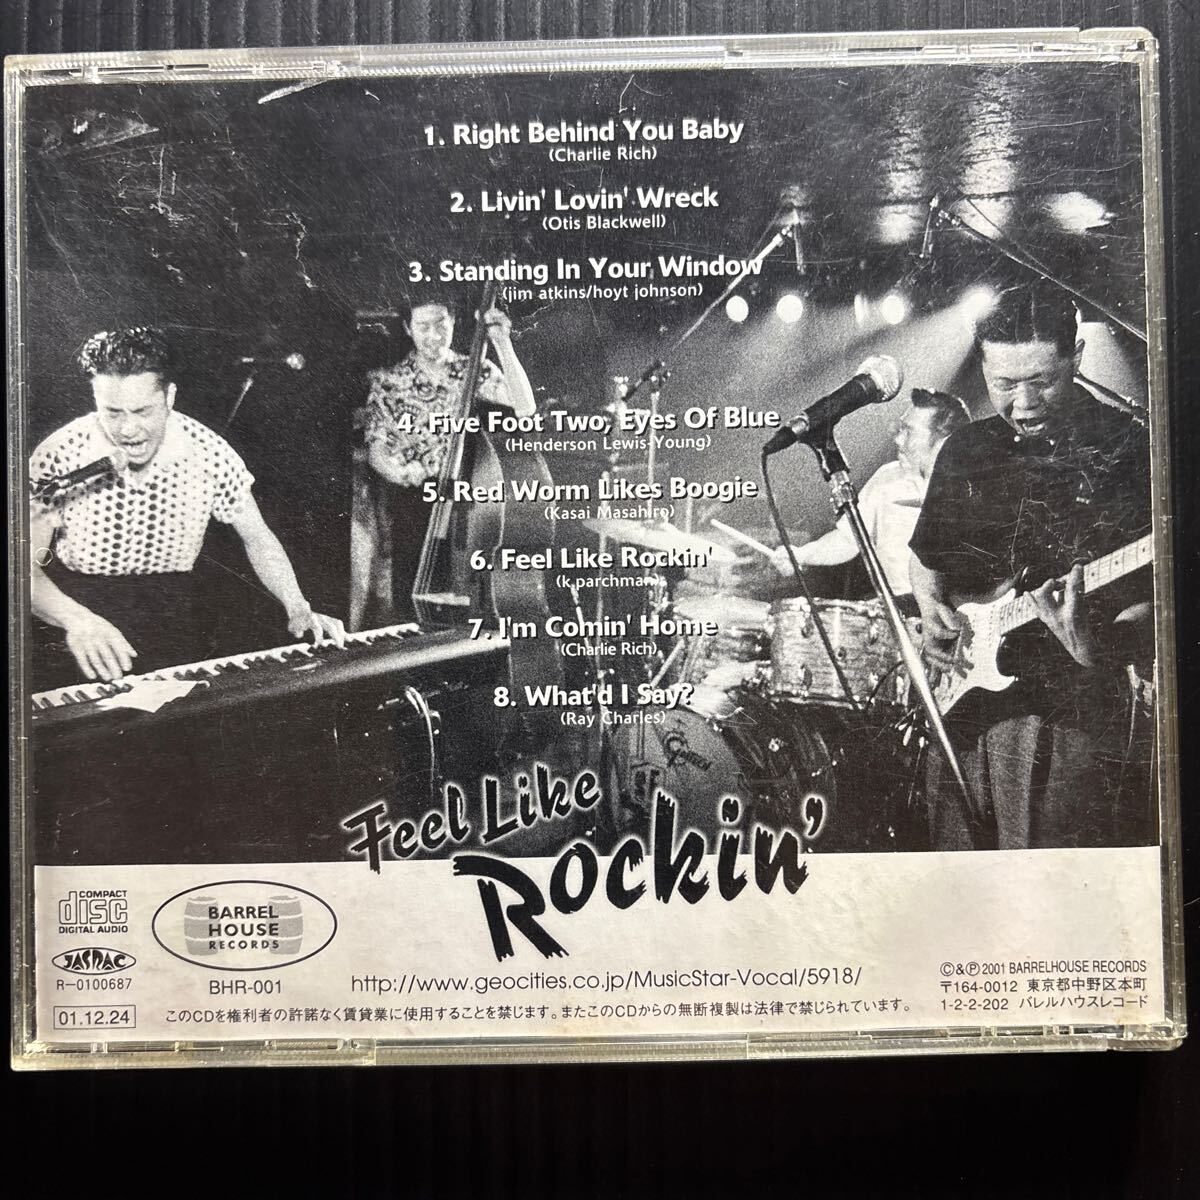 1. Right Behind You Baby
(Charlie Rich)
2. Livin' Lovin' Wreck
(Otis Blackwell)
3. Standing In Your Window
(jim atkins/hoyt johnson)
4. Five Foot Two, Eyes Of Blue
(Henderson Lewis-Young)
5. Red Worm Likes Boogie
(Kasai Masahiro)
6. Feel Like Rockin'
(k.parchman)
7. I'm Comin' Home
(Charlie Rich)
8. What'd I Say?
(Ray Charles)
Gretsch
Feel Like
Rockin'
COMPACT
disc
DIGITAL AUDIO
JASRAC
R-0100687
01.12.24
BARREL
HOUSE
RECORDS
BHR-001
http://www.geocities.co.jp/MusicStar-Vocal/5918/
このCDを権利者の許諾なく賃貸業に使用することを禁じます。またこのCDからの無断複製は法律で禁じられています。
©&℗2001 BARRELHOUSE RECORDS
〒164-0012 東京都中野区本町
1-2-2-202 バレルハウスレコード